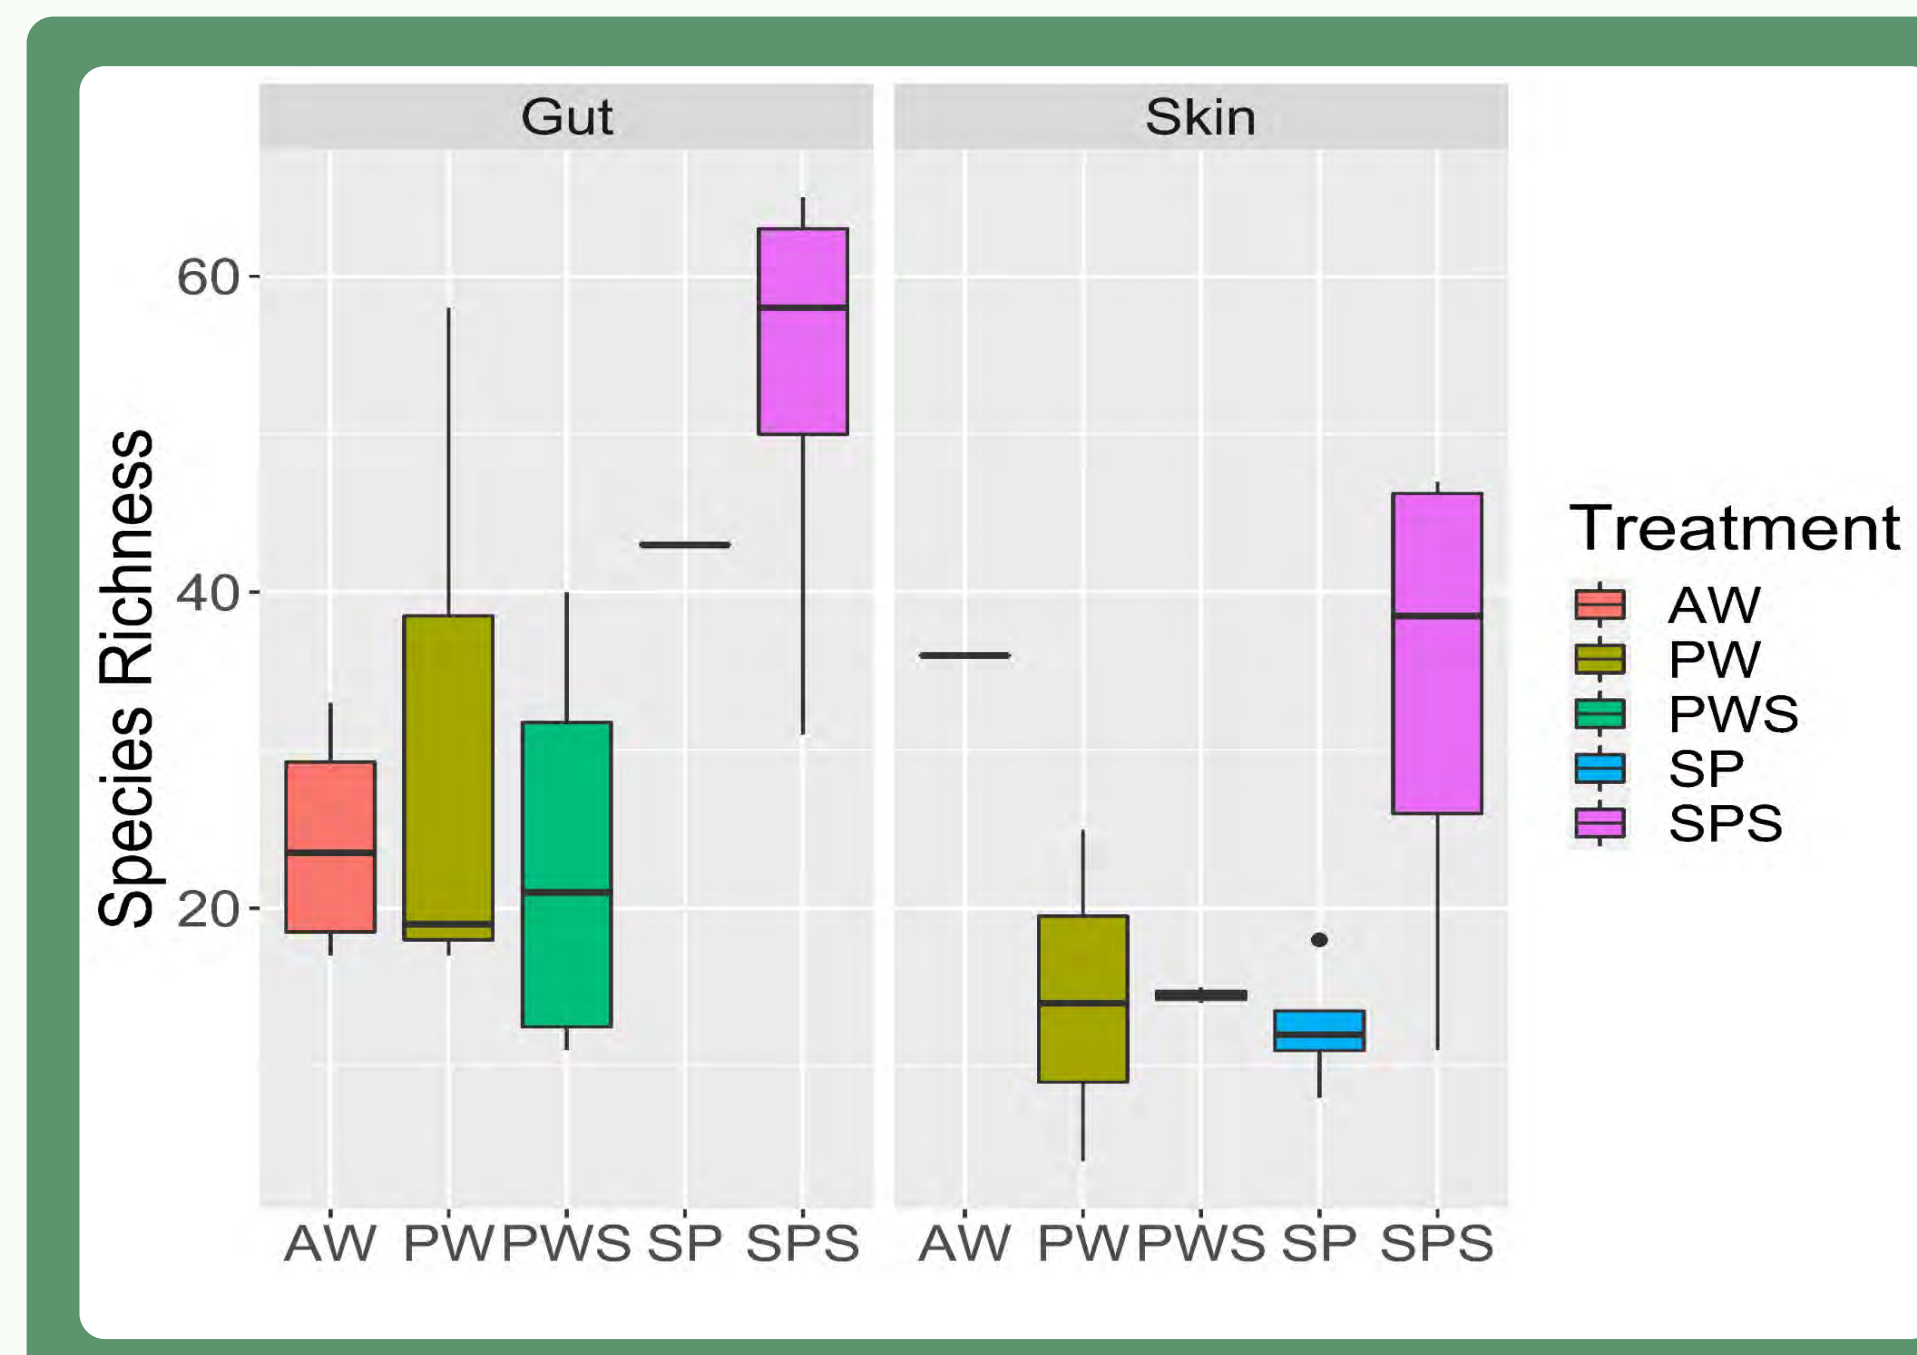 Gut
Skin
Species Richness
60
40
20
AW PW PWS SP SPS
AW PW PWS SP SPS
Treatment
AW
PW
PWS
SP
SPS